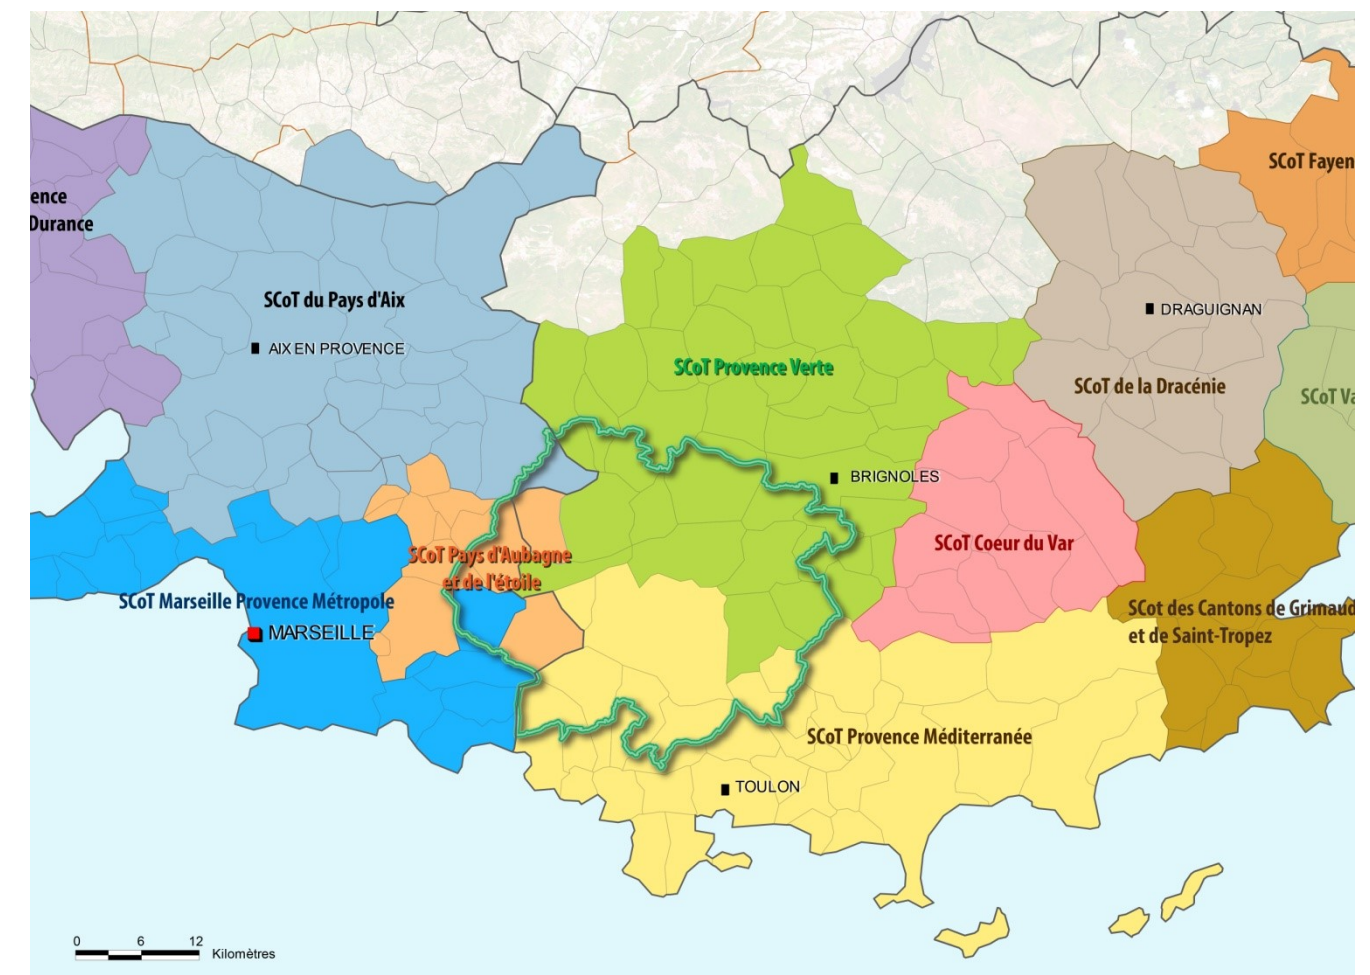 SCoT Fayen
ence
Durance
SCoT du Pays d'Aix
DRAGUIGNAN
AIX EN PROVENCE
SCoT Provence Verte
SCoT de la Dracénie
SCoT Va
BRIGNOLES
SCoT Coeur du Var
SCoT Pays d'Aubagne
et de l'étoile
SCoT Marseille Provence Métropole
SCot des Cantons de Grimaud
et de Saint-Tropez
MARSEILLE
SCoT Provence Méditerranée
TOULON
0 6 12
Kilomètres